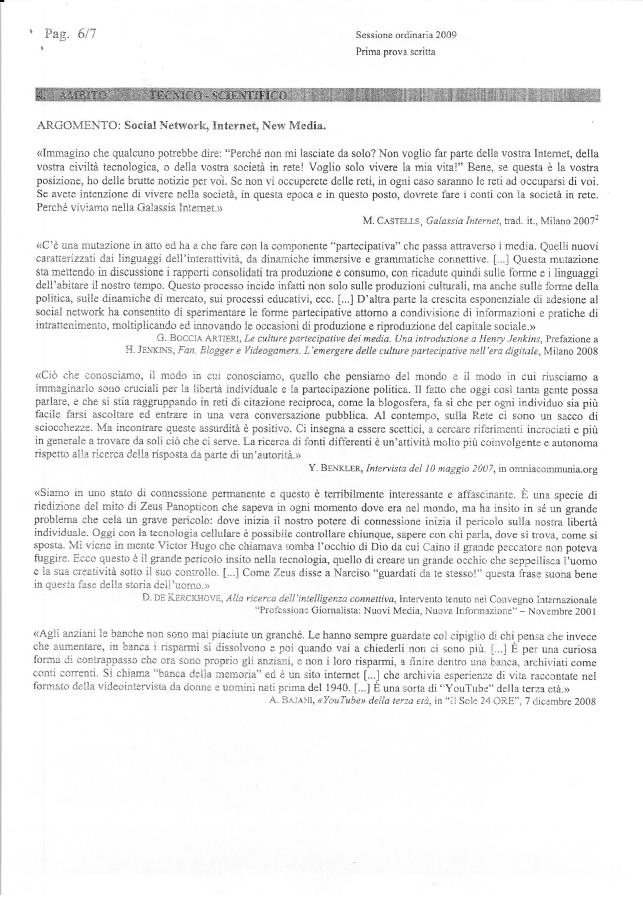 Pag. 6/7
Sessione ordinaria 2009
Prima prova scritta
4. AMBITO TECNICO - SCIENTIFICO
ARGOMENTO: Social Network, Internet, New Media.
«Immagino che qualcuno potrebbe dire: “Perché non mi lasciate da solo? Non voglio far parte della vostra Internet, della
vostra civiltà tecnologica, o della vostra società in rete! Voglio solo vivere la mia vita!” Bene, se questa è la vostra
posizione, ho delle brutte notizie per voi. Se non vi occuperete delle reti, in ogni caso saranno le reti ad occuparsi di voi.
Se avete intenzione di vivere nella società, in questa epoca e in questo posto, dovrete fare i conti con la società in rete.
Perché viviamo nella Galassia Internet.»
M. CASTELLS, Galassia Internet, trad. it., Milano 2007²
«C’è una mutazione in atto ed ha a che fare con la componente “partecipativa” che passa attraverso i media. Quelli nuovi
caratterizzati dai linguaggi dell’interattività, da dinamiche immersive e grammatiche connettive. [...] Questa mutazione
sta mettendo in discussione i rapporti consolidati tra produzione e consumo, con ricadute quindi sulle forme e i linguaggi
dell’abitare il nostro tempo. Questo processo incide infatti non solo sulle produzioni culturali, ma anche sulle forme della
politica, sulle dinamiche di mercato, sui processi educativi, ecc. [...] D’altra parte la crescita esponenziale di adesione al
social network ha consentito di sperimentare le forme partecipative attorno a condivisione di informazioni e pratiche di
intrattenimento, moltiplicando ed innovando le occasioni di produzione e riproduzione del capitale sociale.»
G. BOCCIA ARTIERI, Le culture partecipative dei media. Una introduzione a Henry Jenkins, Prefazione a
H. JENKINS, Fan, Blogger e Videogamers. L’emergere delle culture partecipative nell’era digitale, Milano 2008
«Ciò che conosciamo, il modo in cui conosciamo, quello che pensiamo del mondo e il modo in cui riusciamo a
immaginarlo sono cruciali per la libertà individuale e la partecipazione politica. Il fatto che oggi così tanta gente possa
parlare, e che si stia raggruppando in reti di citazione reciproca, come la blogosfera, fa sì che per ogni individuo sia più
facile farsi ascoltare ed entrare in una vera conversazione pubblica. Al contempo, sulla Rete ci sono un sacco di
sciocchezze. Ma incontrare queste assurdità è positivo. Ci insegna a essere scettici, a cercare riferimenti incrociati e più
in generale a trovare da soli ciò che ci serve. La ricerca di fonti differenti è un’attività molto più coinvolgente e autonoma
rispetto alla ricerca della risposta da parte di un’autorità.»
Y. BENKLER, Intervista del 10 maggio 2007, in omniacommunia.org
«Siamo in uno stato di connessione permanente e questo è terribilmente interessante e affascinante. È una specie di
riedizione del mito di Zeus Panopticon che sapeva in ogni momento dove era nel mondo, ma ha insito in sé un grande
problema che cela un grave pericolo: dove inizia il nostro potere di connessione inizia il pericolo sulla nostra libertà
individuale. Oggi con la tecnologia cellulare è possibile controllare chiunque, sapere con chi parla, dove si trova, come si
sposta. Mi viene in mente Victor Hugo che chiamava tomba l’occhio di Dio da cui Caino il grande peccatore non poteva
fuggire. Ecco questo è il grande pericolo insito nella tecnologia, quello di creare un grande occhio che seppellisca l’uomo
e la sua creatività sotto il suo controllo. [...] Come Zeus disse a Narciso “guardati da te stesso!” questa frase suona bene
in questa fase della storia dell’uomo.»
D. DE KERCKHOVE, Alla ricerca dell’intelligenza connettiva, Intervento tenuto nel Convegno Internazionale
“Professione Giornalista: Nuovi Media, Nuova Informazione” – Novembre 2001
«Agli anziani le banche non sono mai piaciute un granché. Le hanno sempre guardate col cipiglio di chi pensa che invece
che aumentare, in banca i risparmi si dissolvono e poi quando vai a chiederli non ci sono più. [...] È per una curiosa
forma di contrappasso che ora sono proprio gli anziani, e non i loro risparmi, a finire dentro una banca, archiviati come
conti correnti. Si chiama “banca della memoria” ed è un sito internet [...] che archivia esperienze di vita raccontate nel
formato della videointervista da donne e uomini nati prima del 1940. [...] È una sorta di “YouTube” della terza età.»
A. BAJANI, «YouTube» della terza età, in “Il Sole 24 ORE”, 7 dicembre 2008